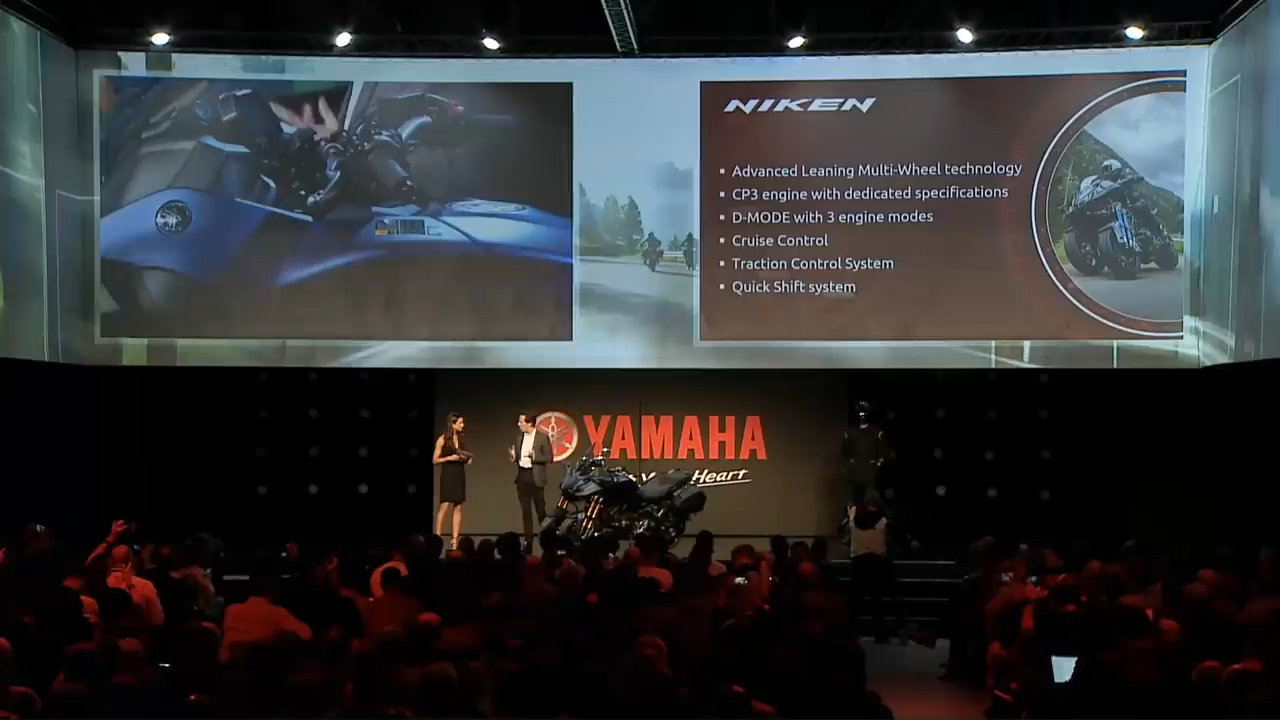 NIKEN
▪ Advanced Leaning Multi-Wheel technology
▪ CP3 engine with dedicated specifications
▪ D-MODE with 3 engine modes
▪ Cruise Control
▪ Traction Control System
▪ Quick Shift system
YAMAHA
Heart